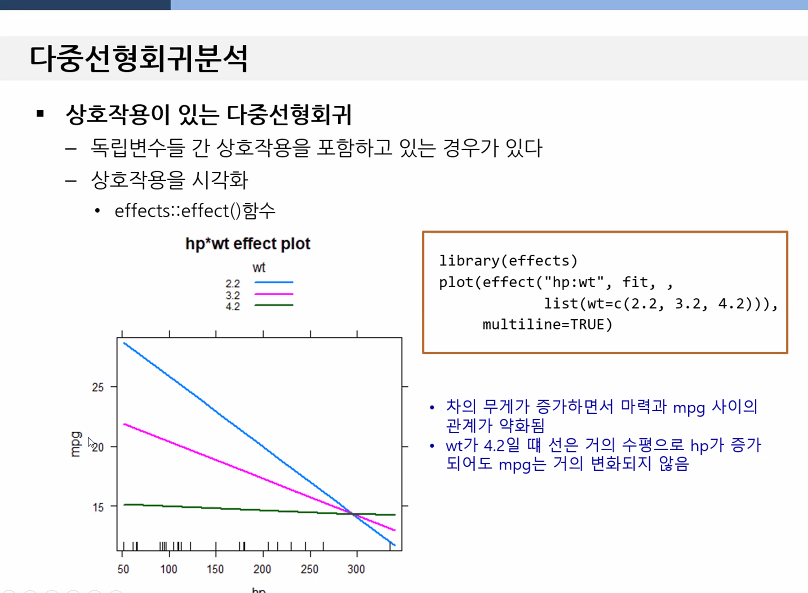 다중선형회귀분석
▪ 상호작용이 있는 다중선형회귀
– 독립변수들 간 상호작용을 포함하고 있는 경우가 있다
– 상호작용을 시각화
• effects::effect()함수
hp*wt effect plot
wt
2.2
3.2
4.2
25
20
15
mpg
50 100 150 200 250 300
hp
library(effects)
plot(effect("hp:wt", fit, ,
list(wt=c(2.2, 3.2, 4.2))),
multiline=TRUE)
• 차의 무게가 증가하면서 마력과 mpg 사이의
관계가 약화됨
• wt가 4.2일 떄 선은 거의 수평으로 hp가 증가
되어도 mpg는 거의 변화되지 않음